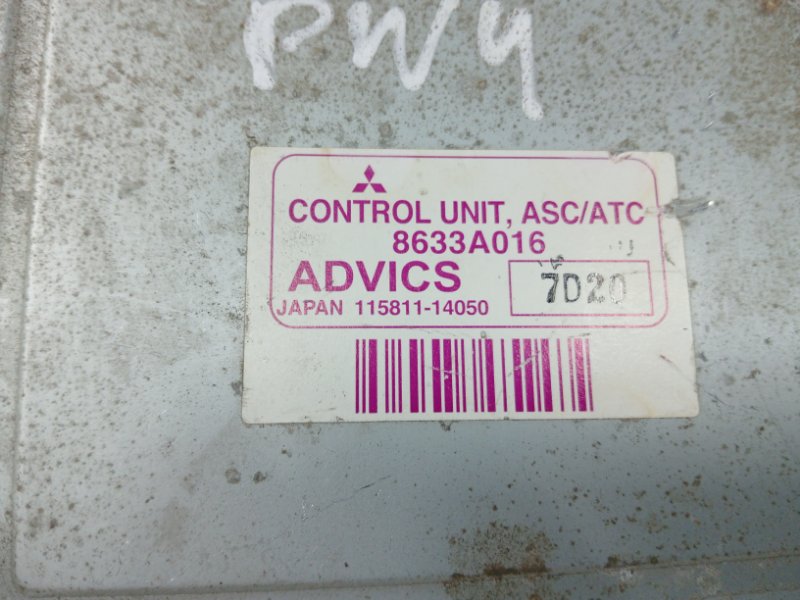 PW4
CONTROL UNIT, ASC/ATC
8633A016
ADVICS 7D20
JAPAN 115811-14050